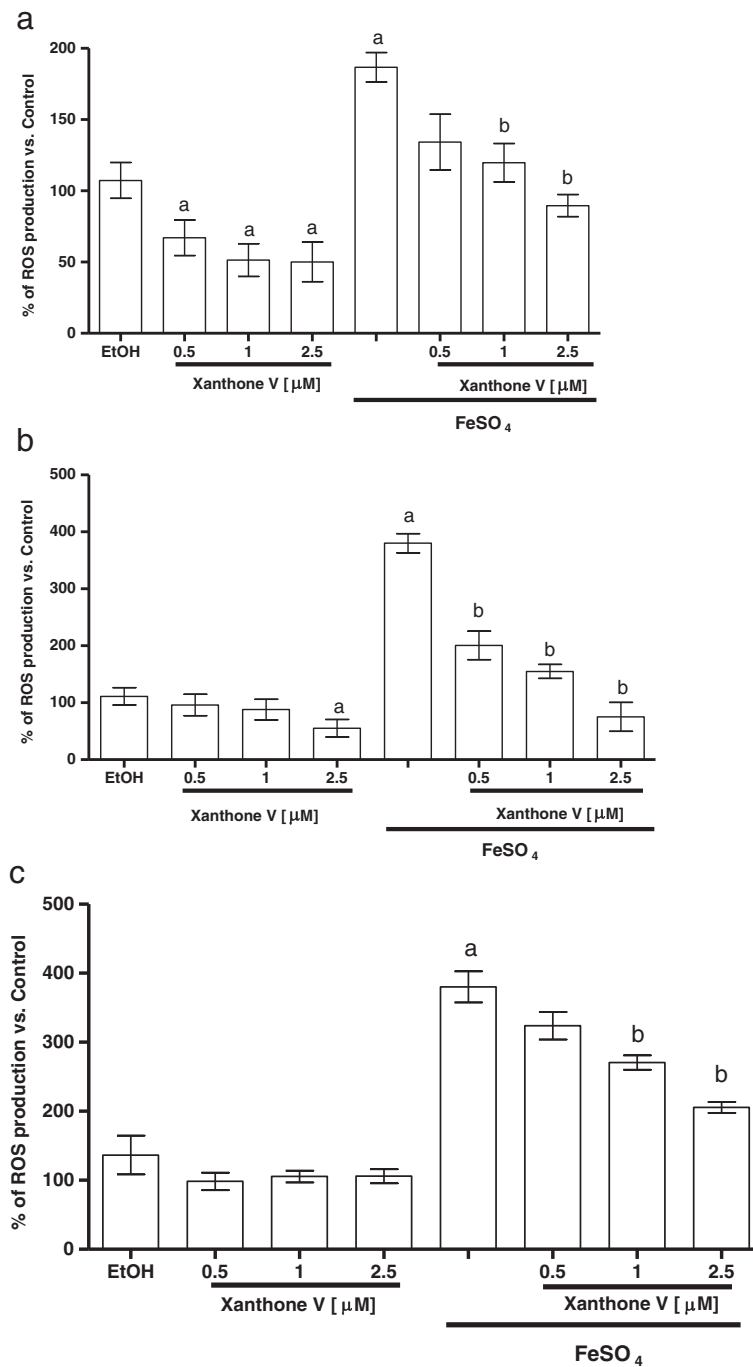 a
% of ROS production vs. Control
200
150
100
50
0
a
a
a
a
b
b
EtOH 0.5 1 2.5 0.5 1 2.5
Xanthone V [ μM] Xanthone V [ μM]
FeSO4
b
% of ROS production vs. Control
500
400
300
200
100
0
a
a
b
b
b
EtOH 0.5 1 2.5 0.5 1 2.5
Xanthone V [ μM] Xanthone V [ μM]
FeSO4
c
% of ROS production vs. Control
500
400
300
200
100
0
a
b
b
EtOH 0.5 1 2.5 0.5 1 2.5
Xanthone V [ μM] Xanthone V [ μM]
FeSO4